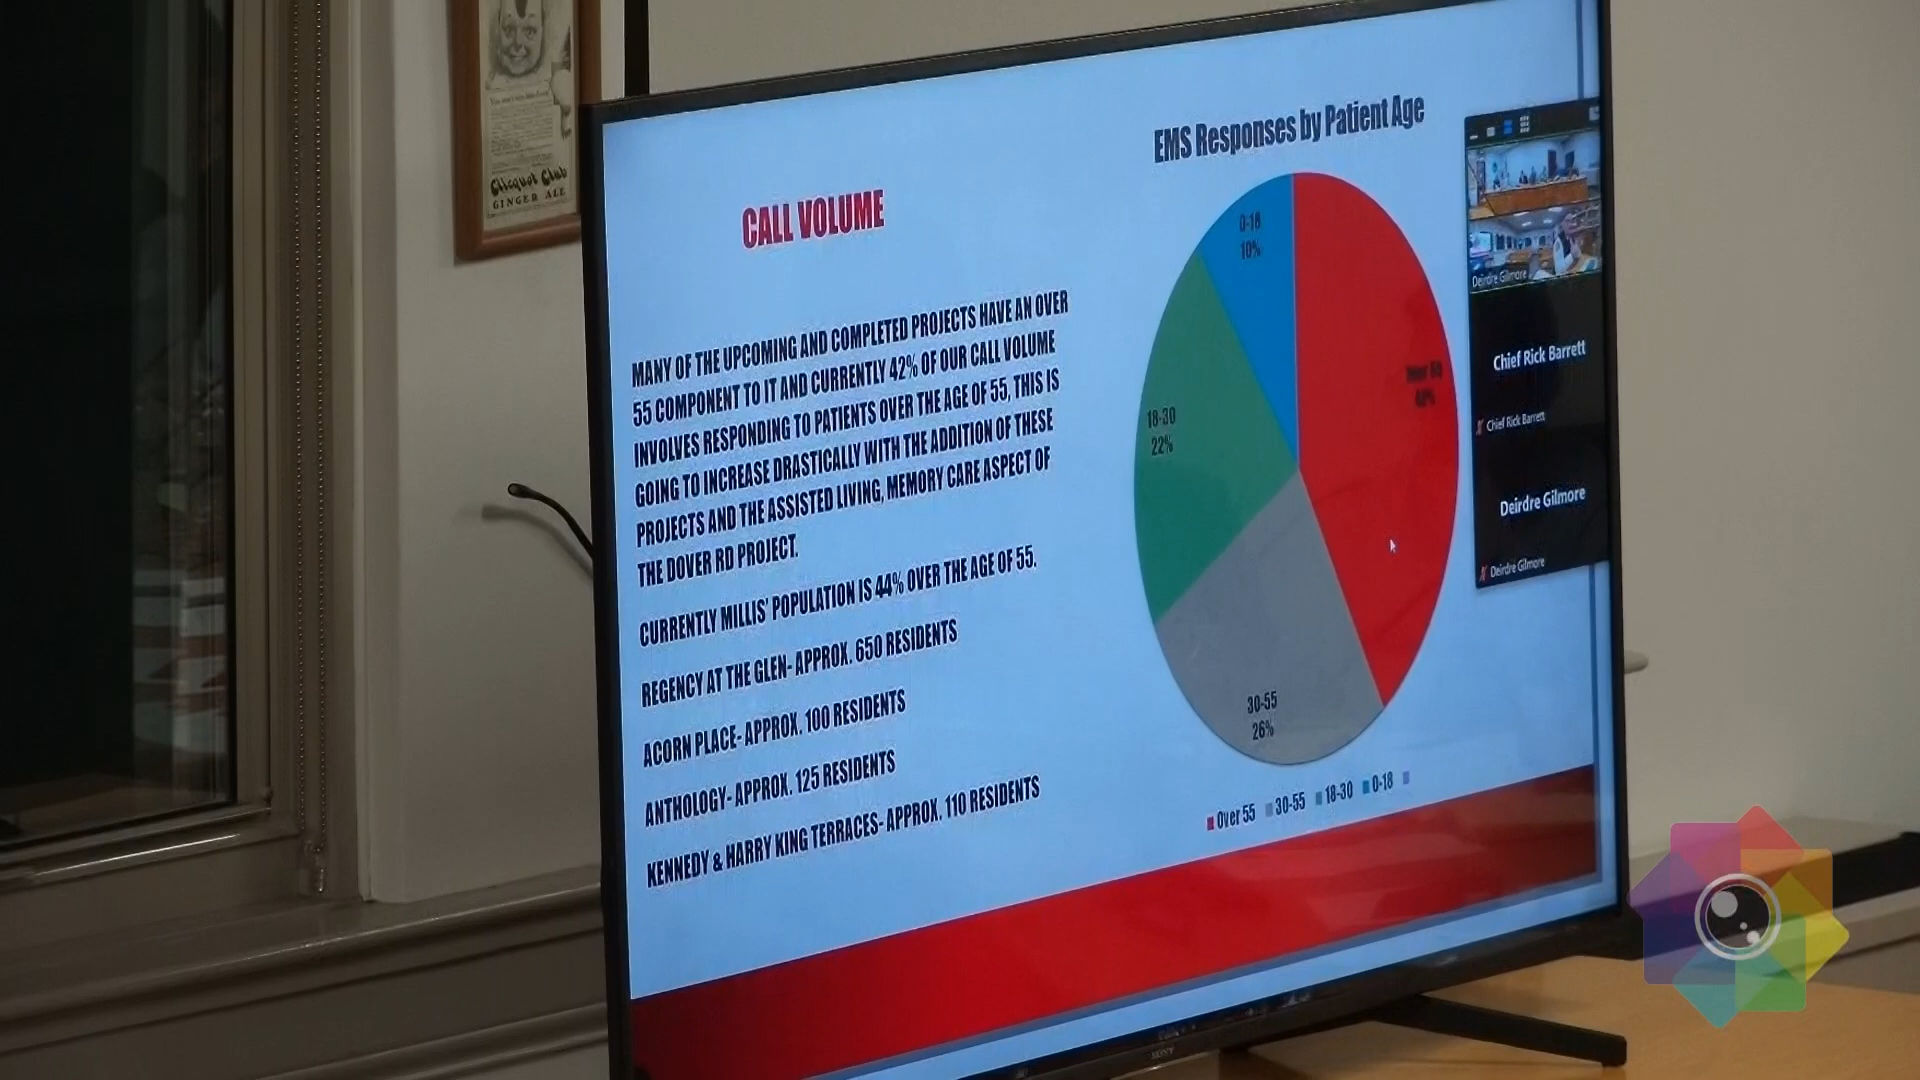 Clicquot Club
GINGER ALE
CALL VOLUME
MANY OF THE UPCOMING AND COMPLETED PROJECTS HAVE AN OVER
55 COMPONENT TO IT AND CURRENTLY 42% OF OUR CALL VOLUME
INVOLVES RESPONDING TO PATIENTS OVER THE AGE OF 55, THIS IS
GOING TO INCREASE DRASTICALLY WITH THE ADDITION OF THESE
PROJECTS AND THE ASSISTED LIVING, MEMORY CARE ASPECT OF
THE DOVER RD PROJECT.
CURRENTLY MILLIS' POPULATION IS 44% OVER THE AGE OF 55.
REGENCY AT THE GLEN- APPROX. 650 RESIDENTS
ACORN PLACE- APPROX. 100 RESIDENTS
ANTHOLOGY- APPROX. 125 RESIDENTS
KENNEDY & HARRY KING TERRACES- APPROX. 110 RESIDENTS
EMS Responses by Patient Age
0-18
10%
18-30
22%
30-55
26%
Over 55 30-55 18-30 0-18
Deirdre Gilmore
Chief Rick Barrett
Chief Rick Barrett
Deirdre Gilmore
Deirdre Gilmore
SONY